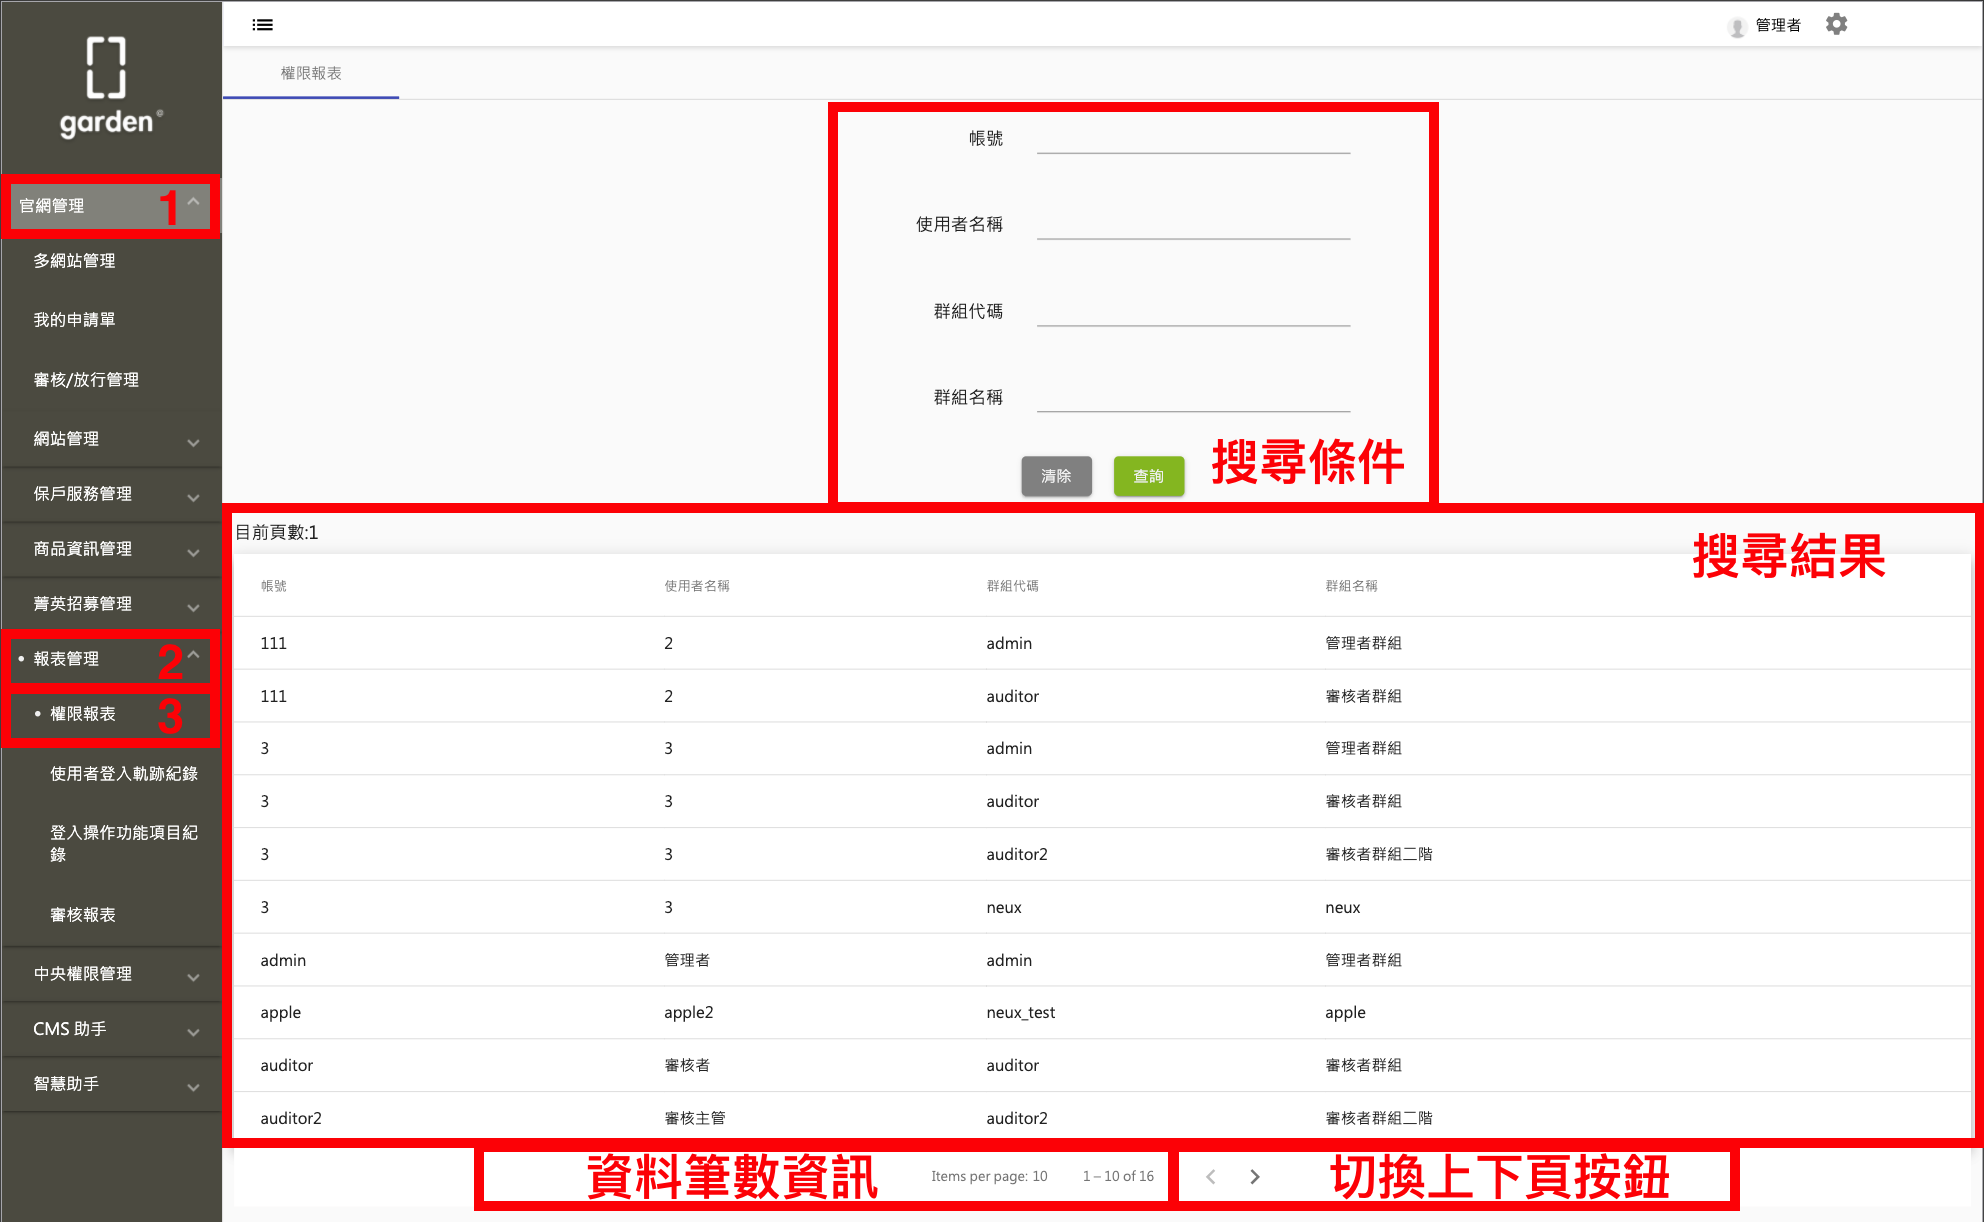 garden®
官網管理 1
多網站管理
我的申請單
審核/放行管理
網站管理
保戶服務管理
商品資訊管理
菁英招募管理
• 報表管理 2
• 權限報表 3
使用者登入軌跡紀錄
登入操作功能項目紀
錄
審核報表
中央權限管理
CMS 助手
智慧助手
管理者
權限報表
帳號
使用者名稱
群組代碼
群組名稱
清除 查詢 搜尋條件
目前頁數:1
搜尋結果
帳號 使用者名稱 群組代碼 群組名稱
111 2 admin 管理者群組
111 2 auditor 審核者群組
3 3 admin 管理者群組
3 3 auditor 審核者群組
3 3 auditor2 審核者群組二階
3 3 neux neux
admin 管理者 admin 管理者群組
apple apple2 neux_test apple
auditor 審核者 auditor 審核者群組
auditor2 審核主管 auditor2 審核者群組二階
資料筆數資訊 Items per page: 10 1 – 10 of 16 切換上下頁按鈕